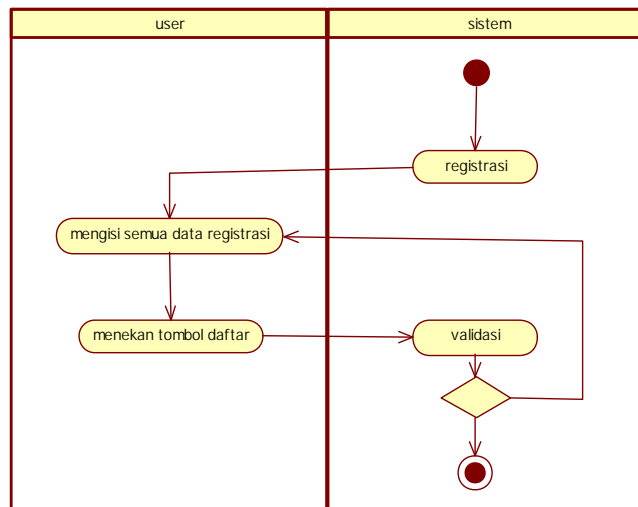 user
sistem
registrasi
mengisi semua data registrasi
menekan tombol daftar
validasi